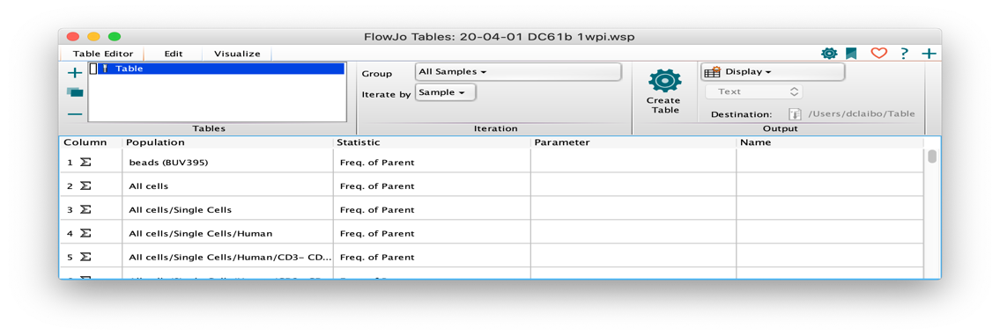 FlowJo Tables: 20-04-01 DC61b 1wpi.wsp
Table Editor Edit Visualize
Table
Group All Samples
Iterate by Sample
Create
Table
Display
Text
Destination: /Users/dclaibo/Table
Tables Iteration Output
Column Population Statistic Parameter Name
1 Σ beads (BUV395) Freq. of Parent
2 Σ All cells Freq. of Parent
3 Σ All cells/Single Cells Freq. of Parent
4 Σ All cells/Single Cells/Human Freq. of Parent
5 Σ All cells/Single Cells/Human/CD3- CD... Freq. of Parent